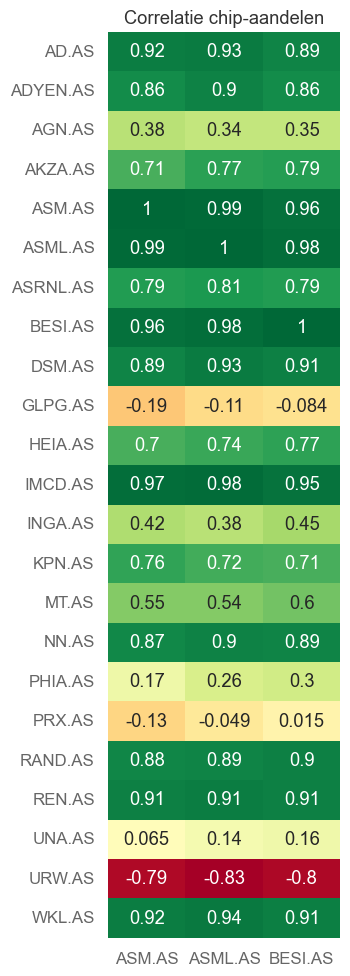 Correlatie chip-aandelen
AD.AS 0.92 0.93 0.89
ADYEN.AS 0.86 0.9 0.86
AGN.AS 0.38 0.34 0.35
AKZA.AS 0.71 0.77 0.79
ASM.AS 1 0.99 0.96
ASML.AS 0.99 1 0.98
ASRNL.AS 0.79 0.81 0.79
BESI.AS 0.96 0.98 1
DSM.AS 0.89 0.93 0.91
GLPG.AS -0.19 -0.11 -0.084
HEIA.AS 0.7 0.74 0.77
IMCD.AS 0.97 0.98 0.95
INGA.AS 0.42 0.38 0.45
KPN.AS 0.76 0.72 0.71
MT.AS 0.55 0.54 0.6
NN.AS 0.87 0.9 0.89
PHIA.AS 0.17 0.26 0.3
PRX.AS -0.13 -0.049 0.015
RAND.AS 0.88 0.89 0.9
REN.AS 0.91 0.91 0.91
UNA.AS 0.065 0.14 0.16
URW.AS -0.79 -0.83 -0.8
WKL.AS 0.92 0.94 0.91
ASM.AS ASML.AS BESI.AS